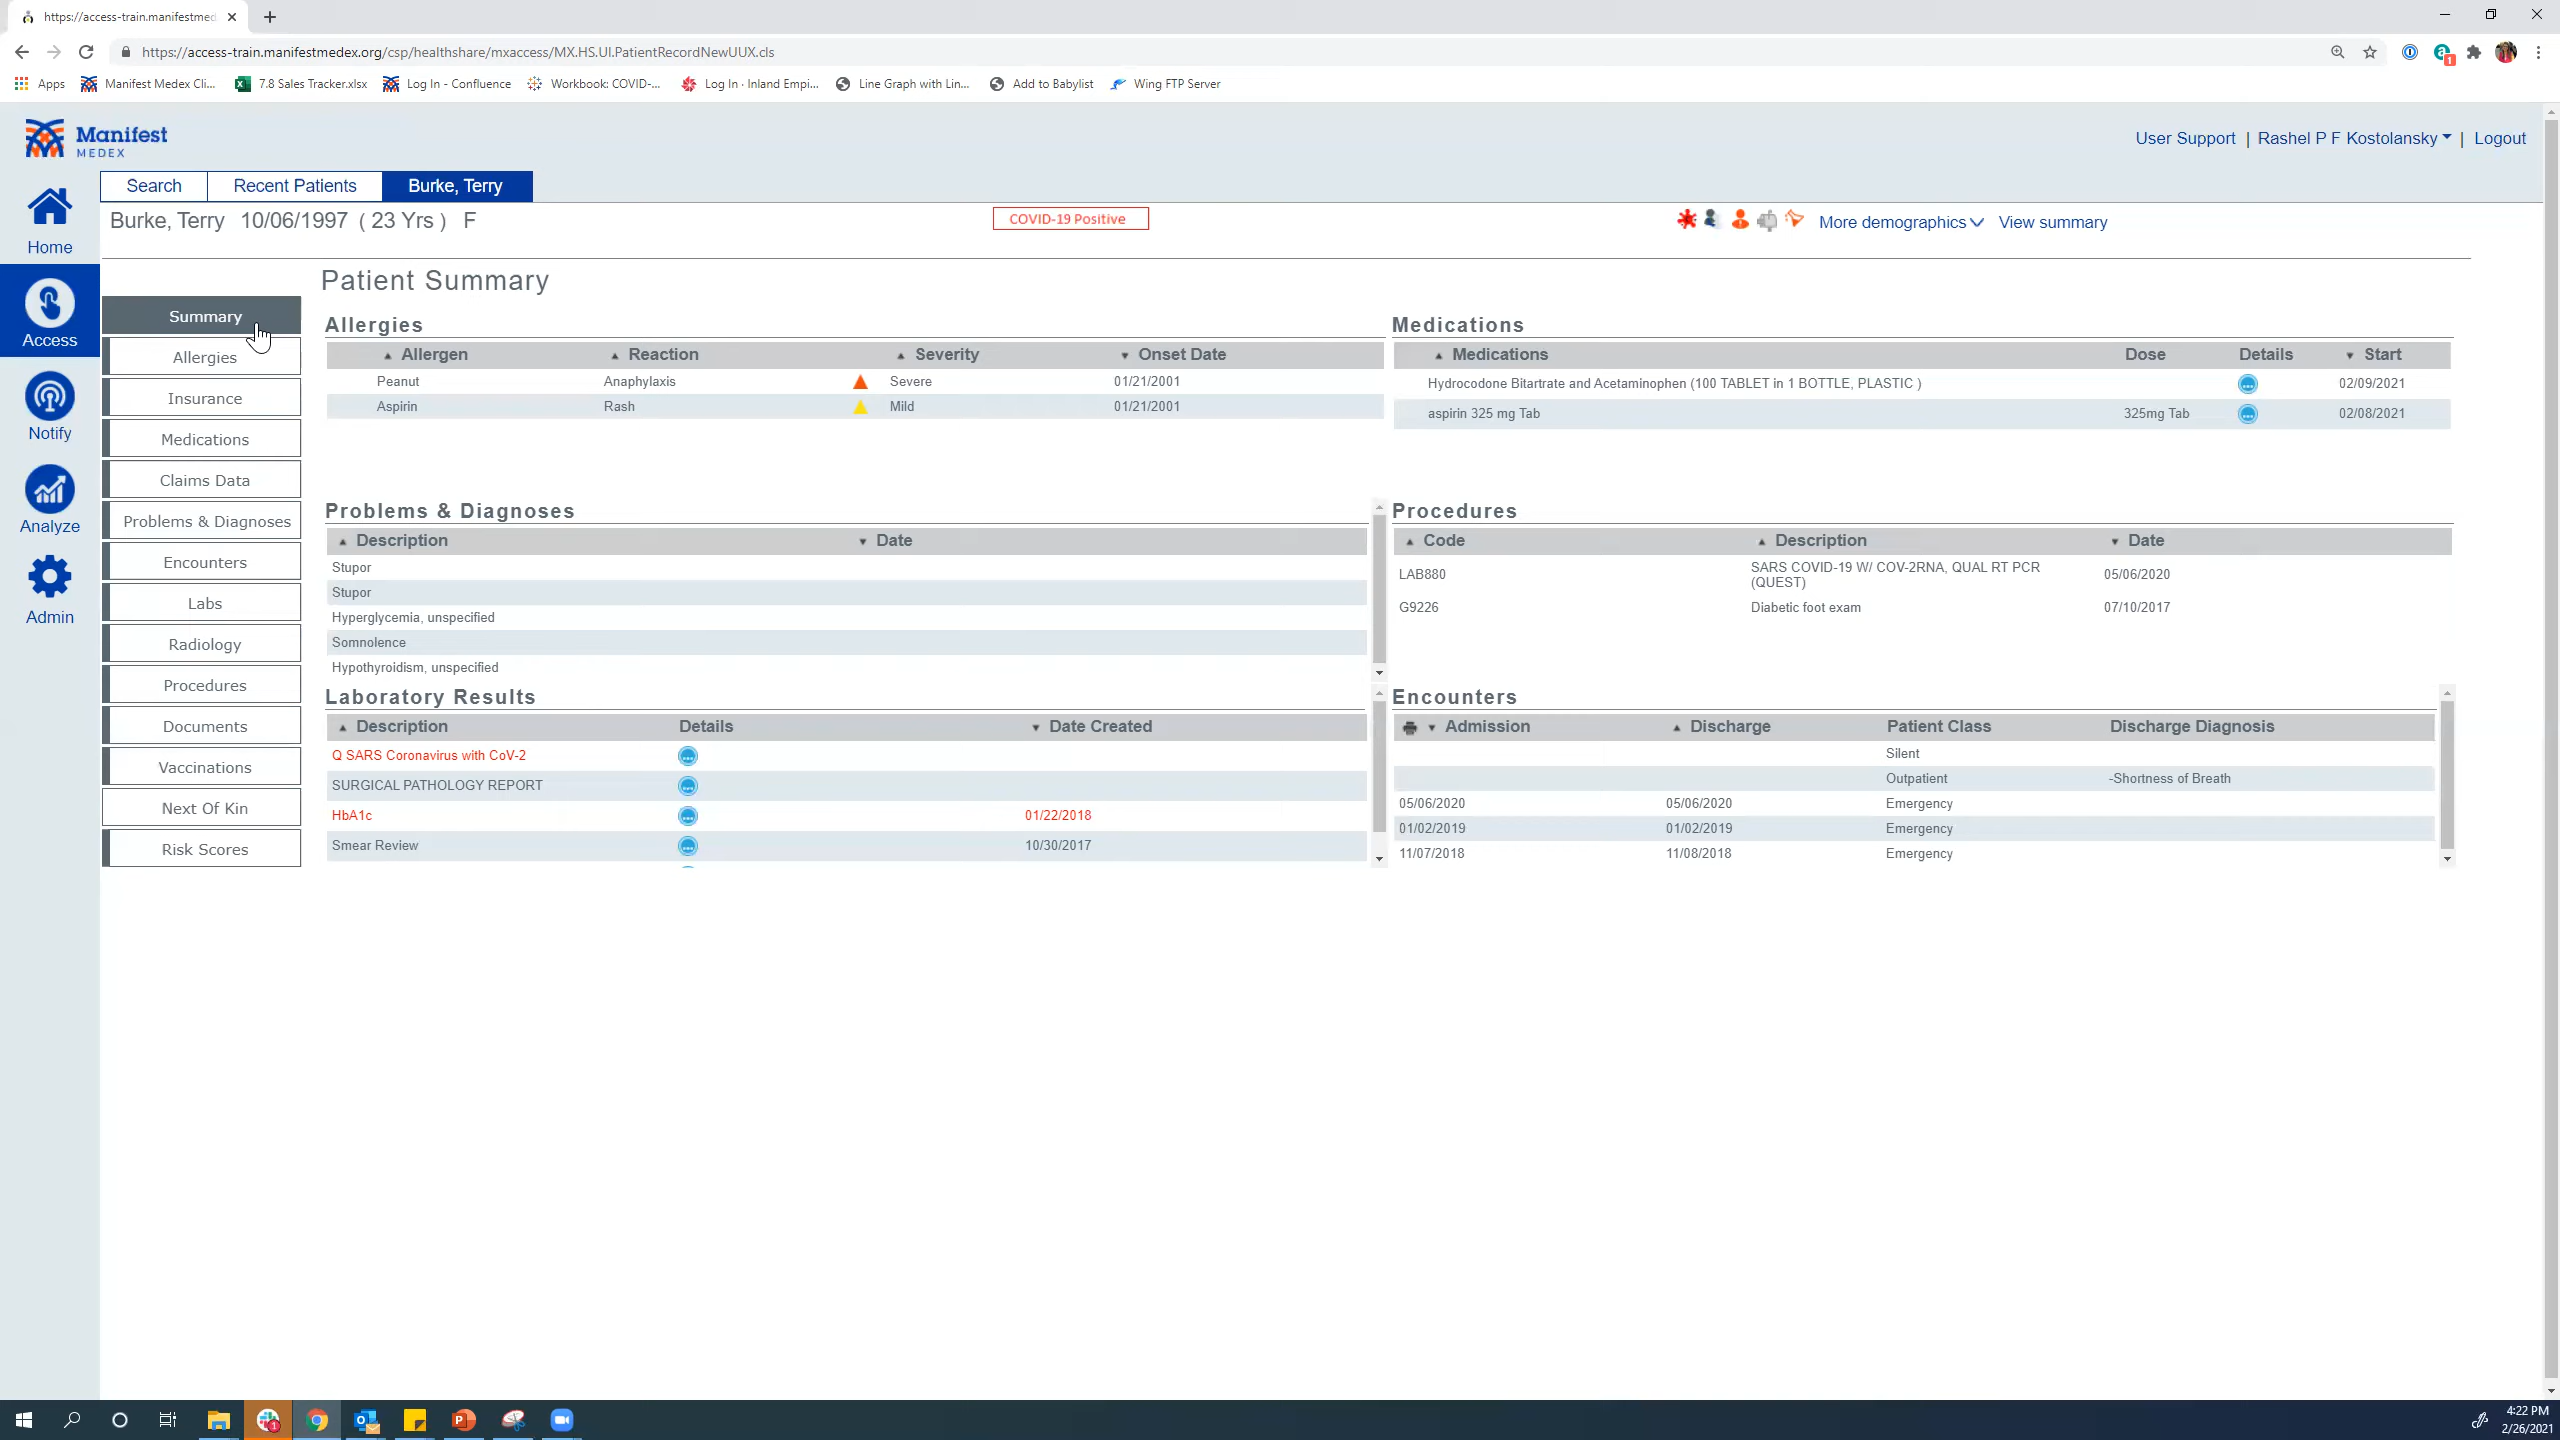 https://access-train.manifestmed
https://access-train.manifestmedex.org/csp/healthshare/mxaccess/MX.HS.UI.PatientRecordNewUUX.cls
Apps Manifest Medex Cli... 7.8 Sales Tracker.xlsx Log In - Confluence Workbook: COVID-... Log In · Inland Empi... Line Graph with Lin... Add to Babylist Wing FTP Server
Manifest
MEDEX
User Support | Rashel P F Kostolansky | Logout
Search Recent Patients Burke, Terry
Burke, Terry 10/06/1997 ( 23 Yrs ) F COVID-19 Positive More demographics View summary
Home
Access
Notify
Analyze
Admin
Summary
Allergies
Insurance
Medications
Claims Data
Problems & Diagnoses
Encounters
Labs
Radiology
Procedures
Documents
Vaccinations
Next Of Kin
Risk Scores
Patient Summary
Allergies
Allergen Reaction Severity Onset Date
Peanut Anaphylaxis Severe 01/21/2001
Aspirin Rash Mild 01/21/2001
Medications
Medications Dose Details Start
Hydrocodone Bitartrate and Acetaminophen (100 TABLET in 1 BOTTLE, PLASTIC ) 02/09/2021
aspirin 325 mg Tab 325mg Tab 02/08/2021
Problems & Diagnoses
Description Date
Stupor
Stupor
Hyperglycemia, unspecified
Somnolence
Hypothyroidism, unspecified
Procedures
Code Description Date
LAB880 SARS COVID-19 W/ COV-2RNA, QUAL RT PCR
(QUEST) 05/06/2020
G9226 Diabetic foot exam 07/10/2017
Laboratory Results
Description Details Date Created
Q SARS Coronavirus with CoV-2
SURGICAL PATHOLOGY REPORT
HbA1c 01/22/2018
Smear Review 10/30/2017
Encounters
Admission Discharge Patient Class Discharge Diagnosis
Silent
Outpatient -Shortness of Breath
05/06/2020 05/06/2020 Emergency
01/02/2019 01/02/2019 Emergency
11/07/2018 11/08/2018 Emergency
4:22 PM
2/26/2021